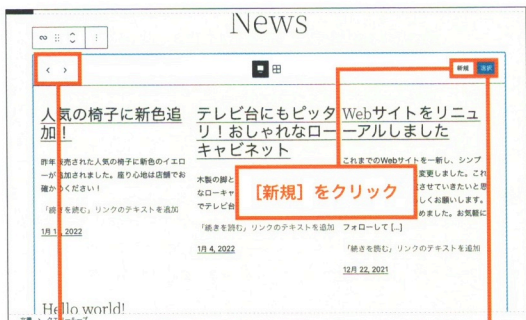 News
新規 選択
人気の椅子に新色追
加!
昨年 売された人気の椅子に新色のイエロ
ーが 加されました。座り心地は店舗でお
確か ください!
「続 を読む」リンクのテキストを追加
1月 1 , 2022
テレビ台にもピッタ
リ!おしゃれなロー
キャビネット
木製の脚と
なローキャ
でテレビ台
「続きを読む」リンクのテキストを追加
1月 4, 2022
Webサイトをリニュ
ーアルしました
これまでのWebサイトを一新し、シンプ
変更しました。これ
させていきたいと思
しくお願いします。
めました。お気軽に
フォローして [...]
「続きを読む」リンクのテキストを追加
12月 22, 2021
[新規] をクリック
Hello world!